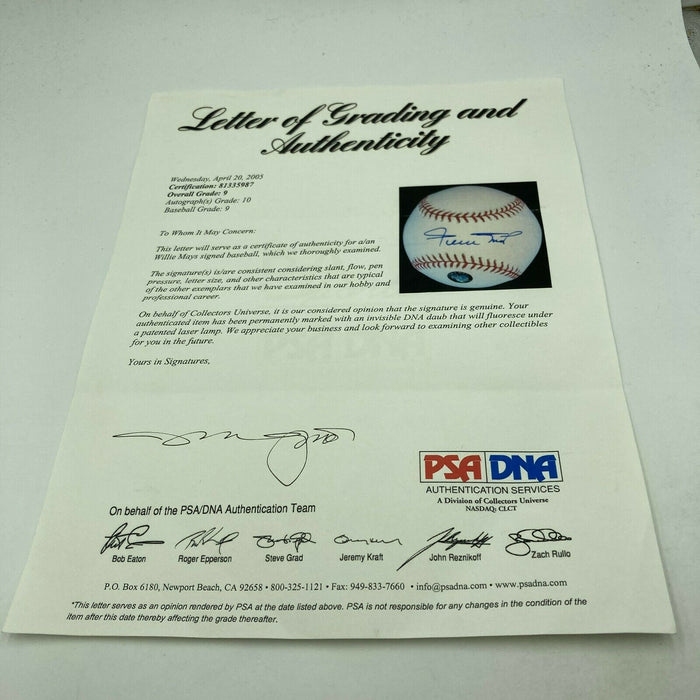 Letter of Grading and
Authenticity
Wednesday, April 20, 2005
Certification: 81335987
Overall Grade: 9
Autograph(s) Grade: 10
Baseball Grade: 9
To Whom It May Concern:
This letter will serve as a certificate of authenticity for a/an
Willie Mays signed baseball, which we thoroughly examined.
The signature(s) is/are consistent considering slant, flow, pen
pressure, letter size, and other characteristics that are typical
of the other exemplars that we have examined in our hobby and
professional career.
On behalf of Collectors Universe, it is our considered opinion that the signature is genuine. Your
authenticated item has been permanently marked with an invisible DNA daub that will fluoresce under
a patented laser lamp. We appreciate your business and look forward to examining other collectibles
for you in the future.
Yours in Signatures,
On behalf of the PSA/DNA Authentication Team
PSA DNA
AUTHENTICATION SERVICES
A Division of Collectors Universe
NASDAQ: CLCT
Bob Eaton Roger Epperson Steve Grad Jeremy Kraft John Reznikoff Zach Rullo
P.O. Box 6180, Newport Beach, CA 92658 • 800-325-1121 • Fax: 949-833-7660 • info@psadna.com • www.psadna.com
*This letter serves as an opinion rendered by PSA at the date listed above. PSA is not responsible for any changes in the condition of the
item after this date thereby affecting the grade thereafter.